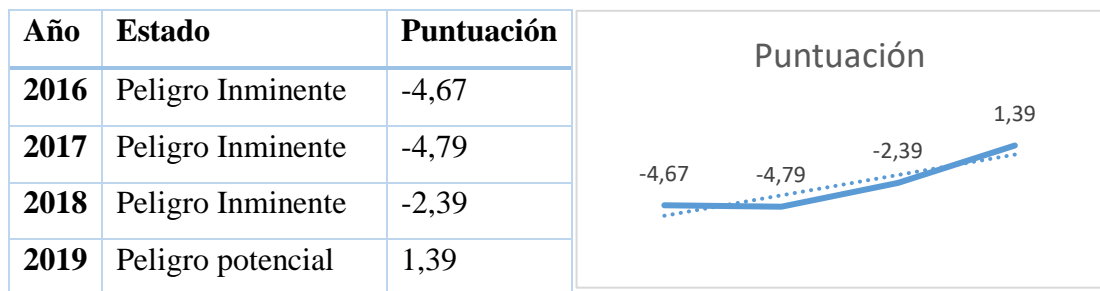 Año Estado Puntuación
2016 Peligro Inminente -4,67
2017 Peligro Inminente -4,79
2018 Peligro Inminente -2,39
2019 Peligro potencial 1,39
Puntuación
1,39
-2,39
-4,67 -4,79